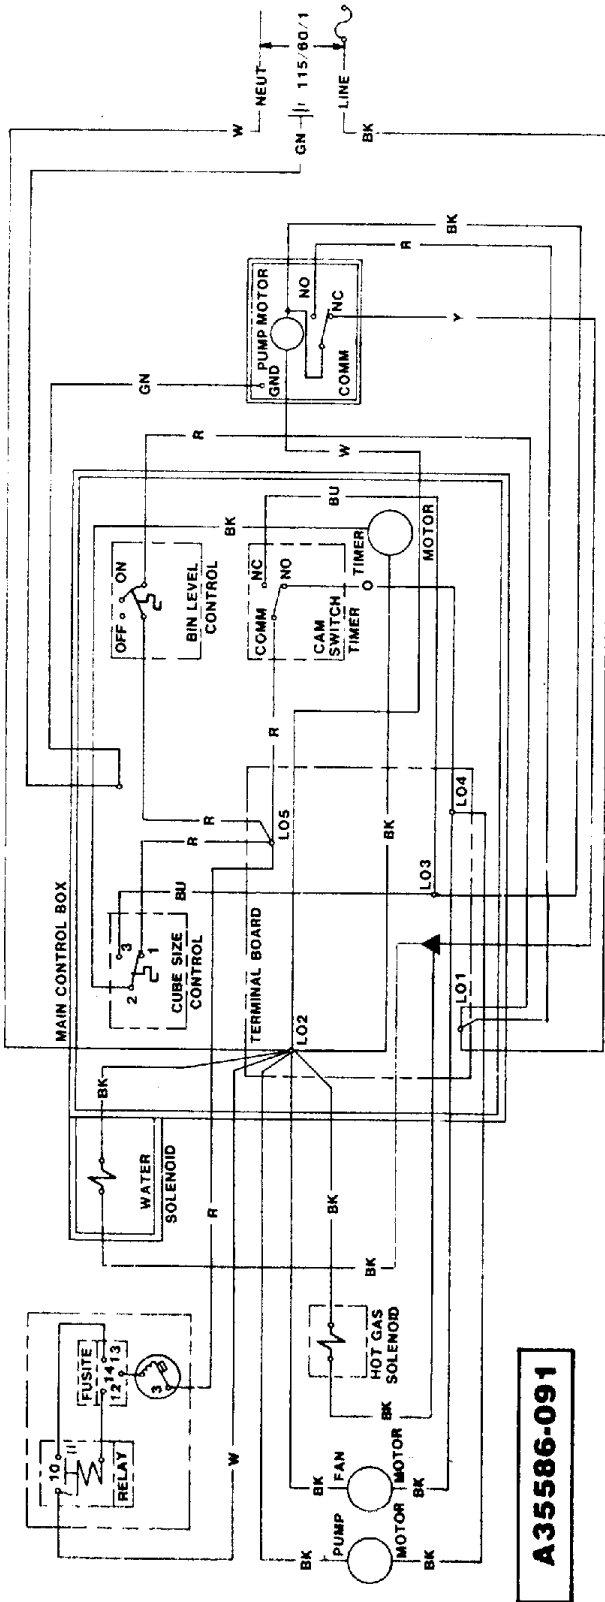 NEUT
115/60/1
LINE
W
GN
BK
BK
R
Y
PUMP MOTOR
GND
NO
NC
COMM
GN
R
W
BK
BU
MOTOR
TIMER
OFF
ON
BIN LEVEL
CONTROL
COMM
NC
NO
CAM
SWITCH
TIMER
R
R
R
BK
LO5
LO4
LO3
BU
MAIN CONTROL BOX
3
2
1
CUBE SIZE
CONTROL
TERMINAL BOARD
LO2
LO1
BK
WATER
SOLENOID
R
BK
BK
HOT GAS
SOLENOID
BK
W
FUSITE
12 14 13
3
10
RELAY
BK
FAN
MOTOR
BK
BK
PUMP
MOTOR
BK
A35586-091